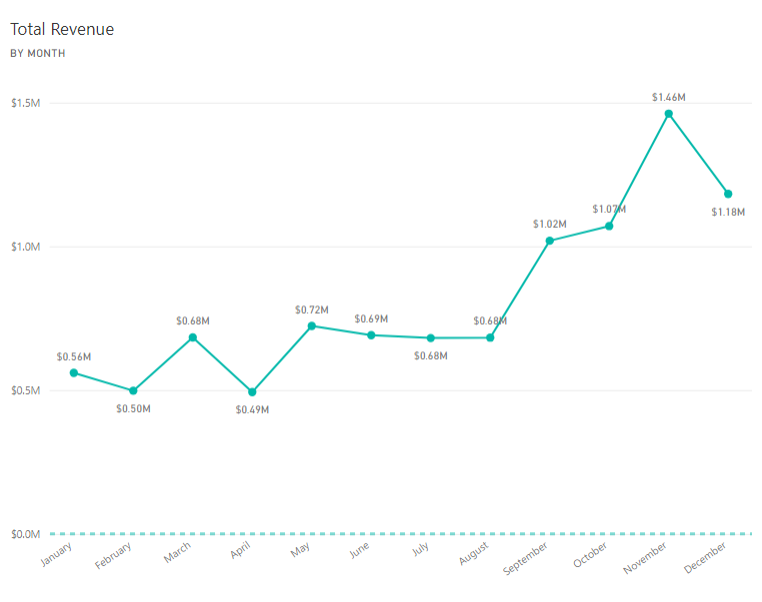 Total Revenue
BY MONTH
$1.5M
$1.46M
$1.07M
$1.18M
$1.02M
$1.0M
$0.72M
$0.68M
$0.69M
$0.68M
$0.56M
$0.68M
$0.5M
$0.50M
$0.49M
$0.0M
January
February
March
April
May
June
July
August
September
October
November
December